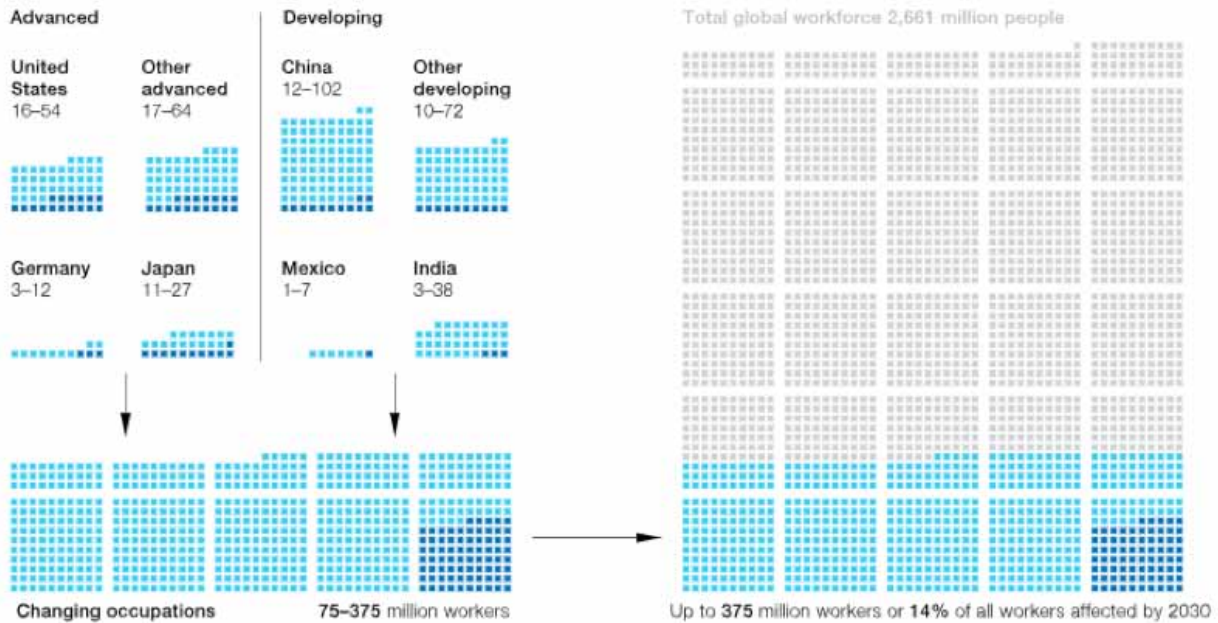 Advanced
Developing
Total global workforce 2,661 million people
United
States
16–54
Other
advanced
17–64
China
12–102
Other
developing
10–72
Germany
3–12
Japan
11–27
Mexico
1–7
India
3–38
Changing occupations
75–375 million workers
Up to 375 million workers or 14% of all workers affected by 2030